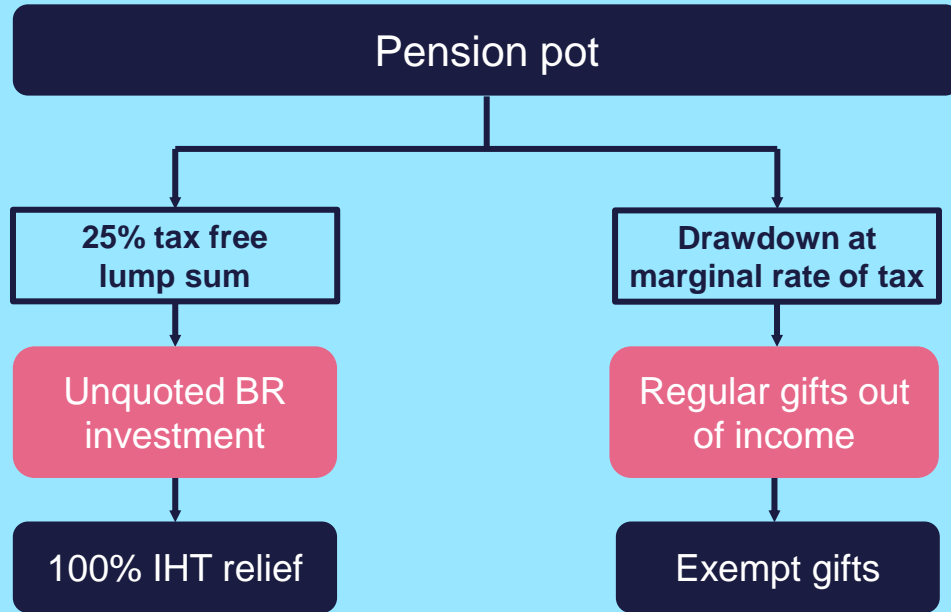 Pension pot
25% tax free
lump sum
Drawdown at
marginal rate of tax
Unquoted BR
investment
Regular gifts out
of income
100% IHT relief
Exempt gifts